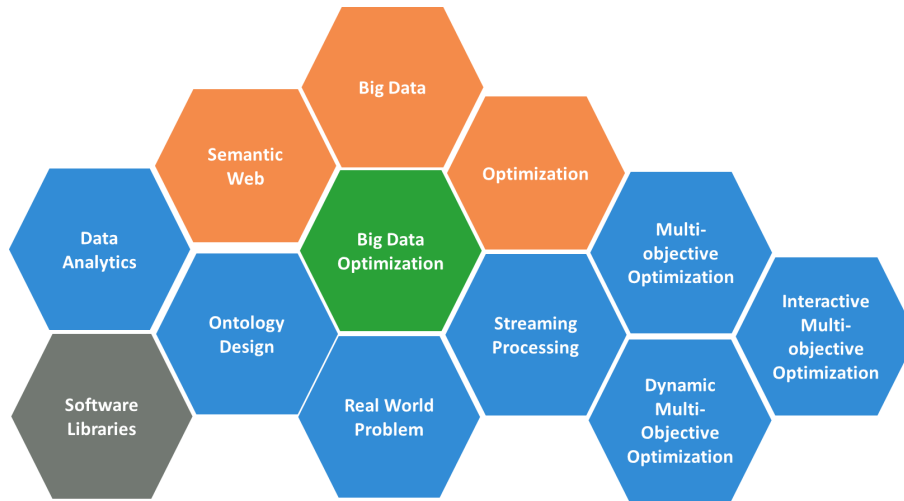 Big Data
Semantic
Web
Optimization
Data
Analytics
Big Data
Optimization
Multi-
objective
Optimization
Ontology
Design
Streaming
Processing
Interactive
Multi-
objective
Optimization
Software
Libraries
Real World
Problem
Dynamic
Multi-
Objective
Optimization